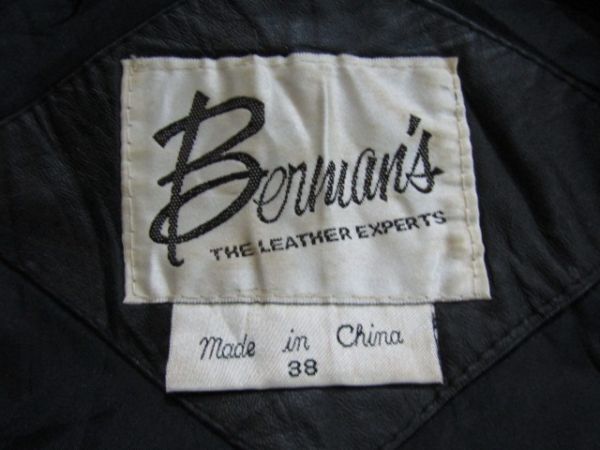 Berman's
THE LEATHER EXPERTS
Made in China
38